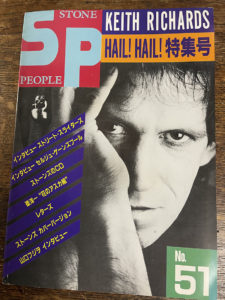 STONE
SP
PEOPLE
KEITH RICHARDS
HAIL! HAIL! 特集号
インタビュー ストリート・スライダーズ
インタビュー セルジュ・ゲーンズブール
ストーンズのCD
レターズ
ストーンズ カバーバージョン
山口フジヲ インタビュー
No.
51